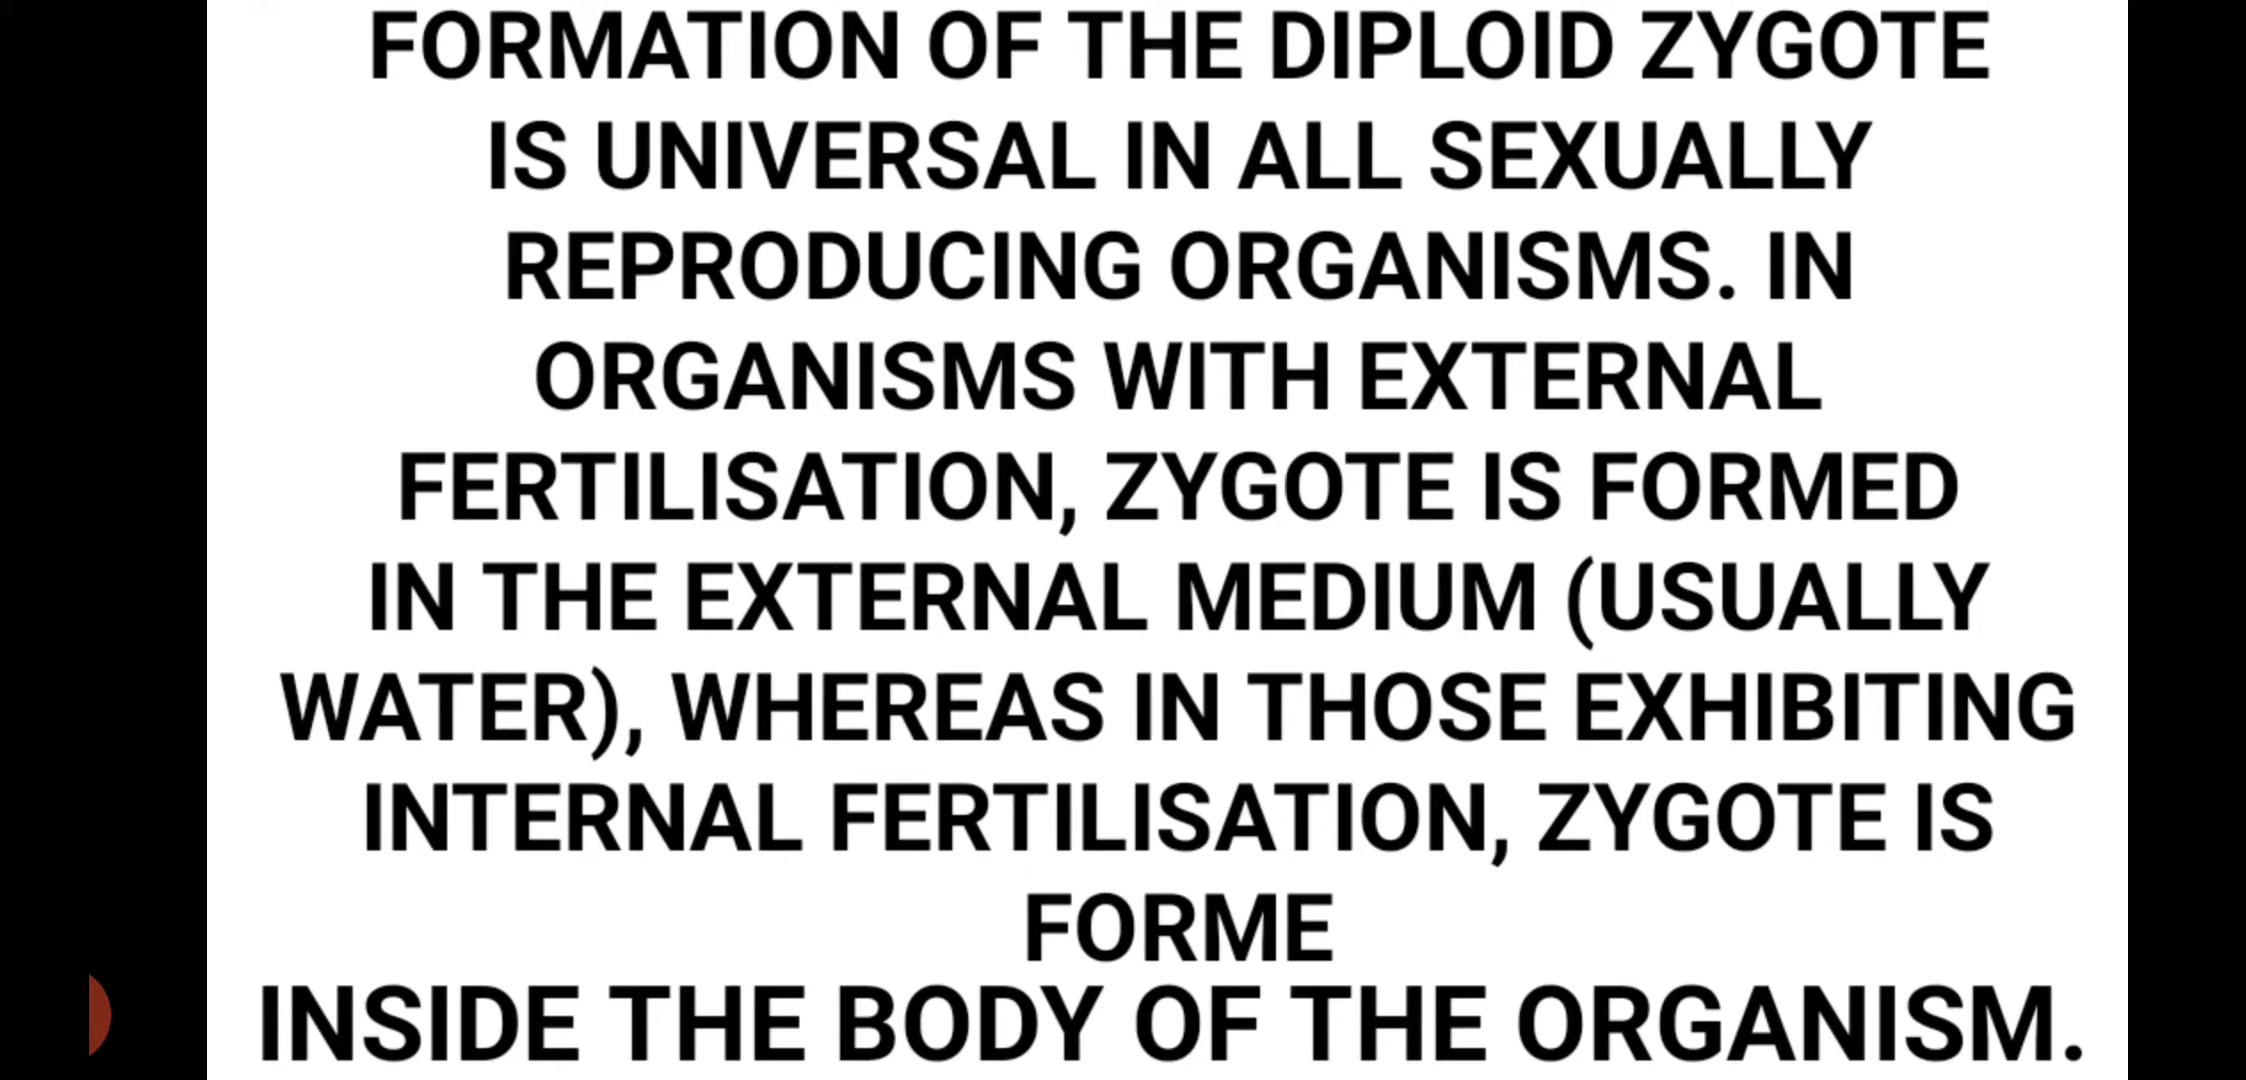 FORMATION OF THE DIPLOID ZYGOTE
IS UNIVERSAL IN ALL SEXUALLY
REPRODUCING ORGANISMS. IN
ORGANISMS WITH EXTERNAL
FERTILISATION, ZYGOTE IS FORMED
IN THE EXTERNAL MEDIUM (USUALLY
WATER), WHEREAS IN THOSE EXHIBITING
INTERNAL FERTILISATION, ZYGOTE IS
FORME
INSIDE THE BODY OF THE ORGANISM.